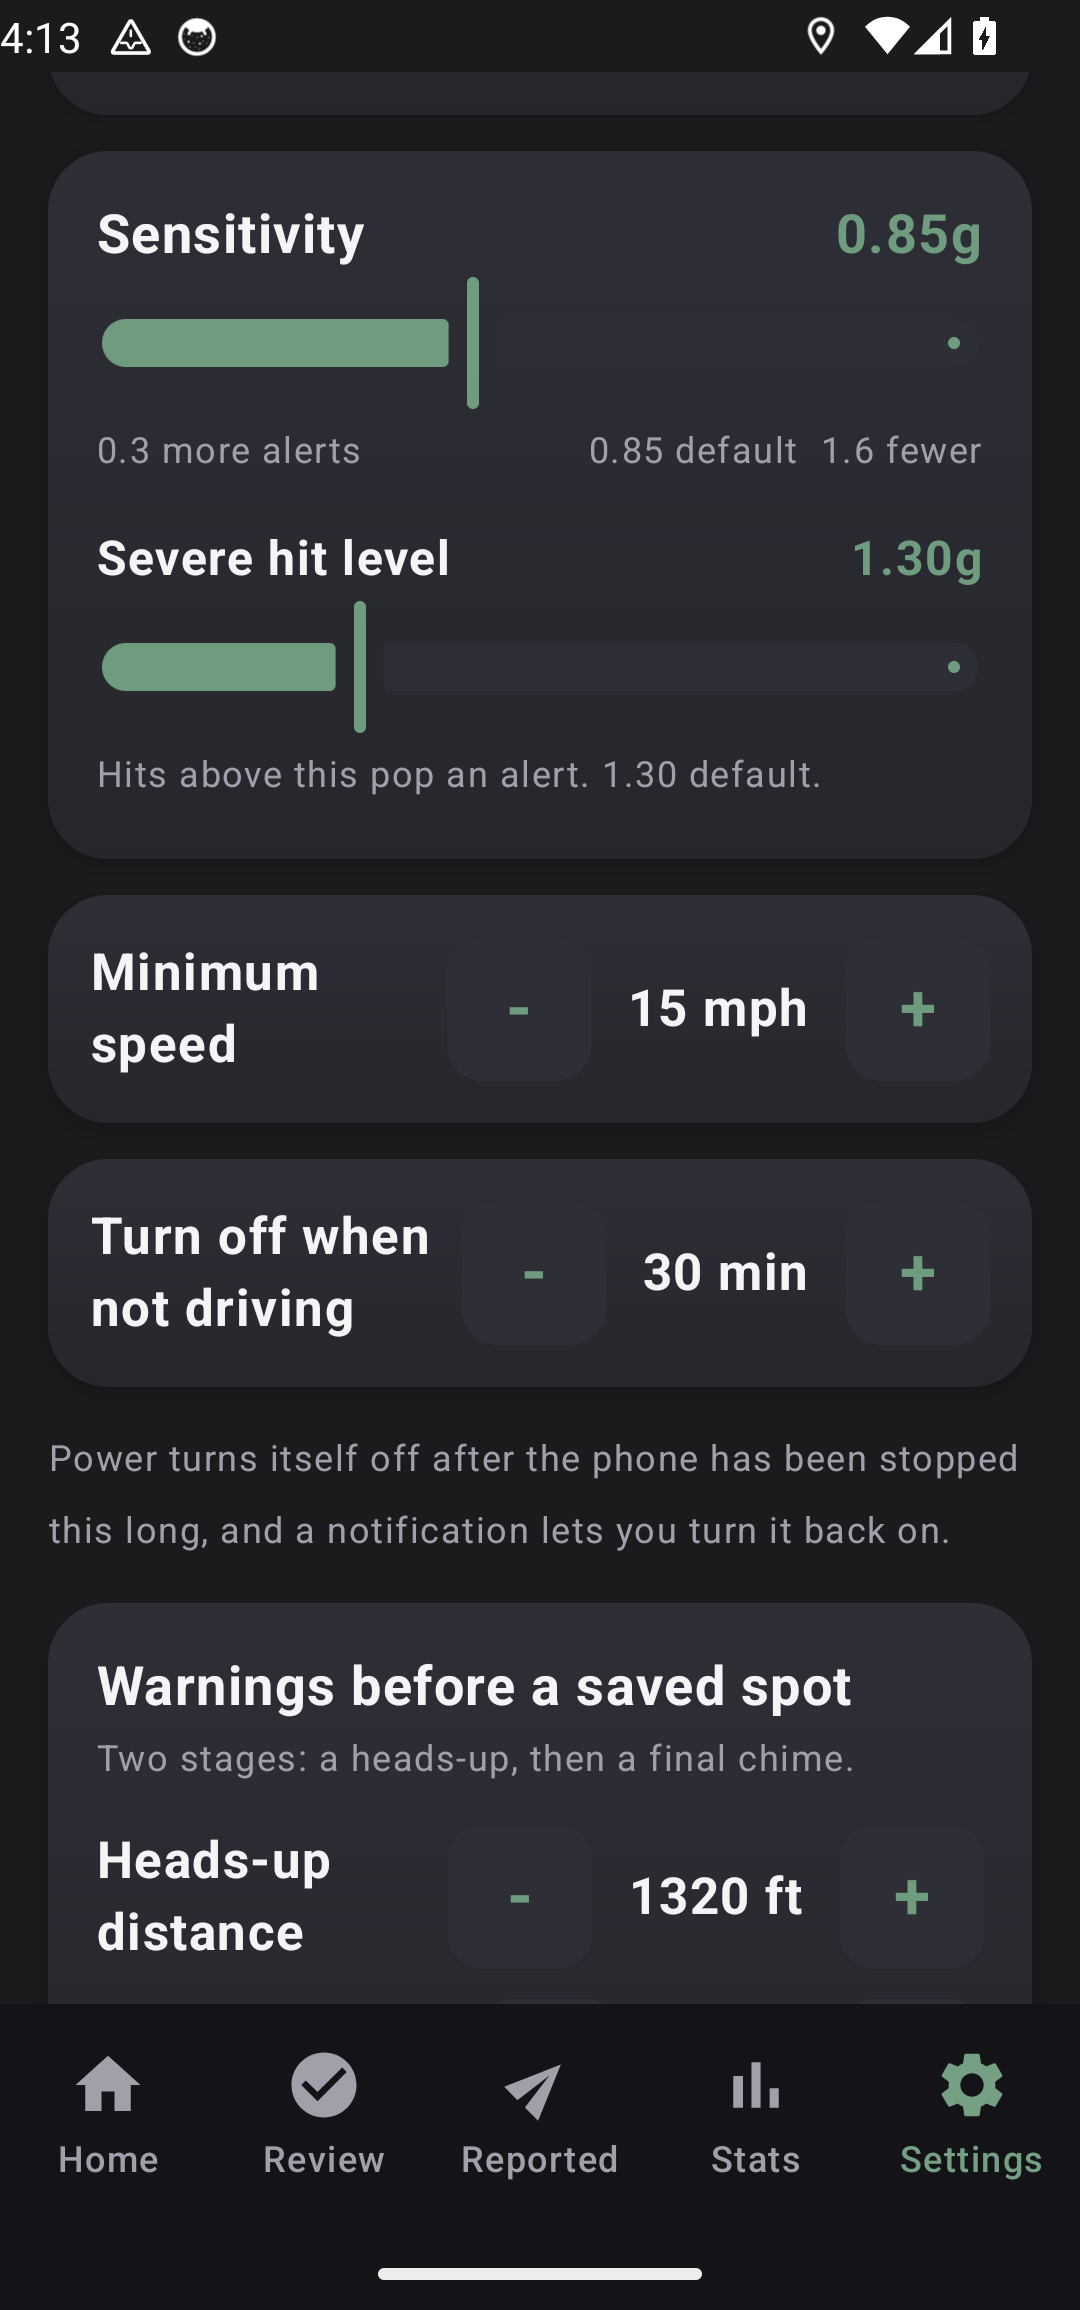 4:13
Sensitivity 0.85g
0.3 more alerts 0.85 default 1.6 fewer
Severe hit level 1.30g
Hits above this pop an alert. 1.30 default.
Minimum
speed
- 15 mph +
Turn off when
not driving
- 30 min +
Power turns itself off after the phone has been stopped
this long, and a notification lets you turn it back on.
Warnings before a saved spot
Two stages: a heads-up, then a final chime.
Heads-up
distance
- 1320 ft +
Home Review Reported Stats Settings